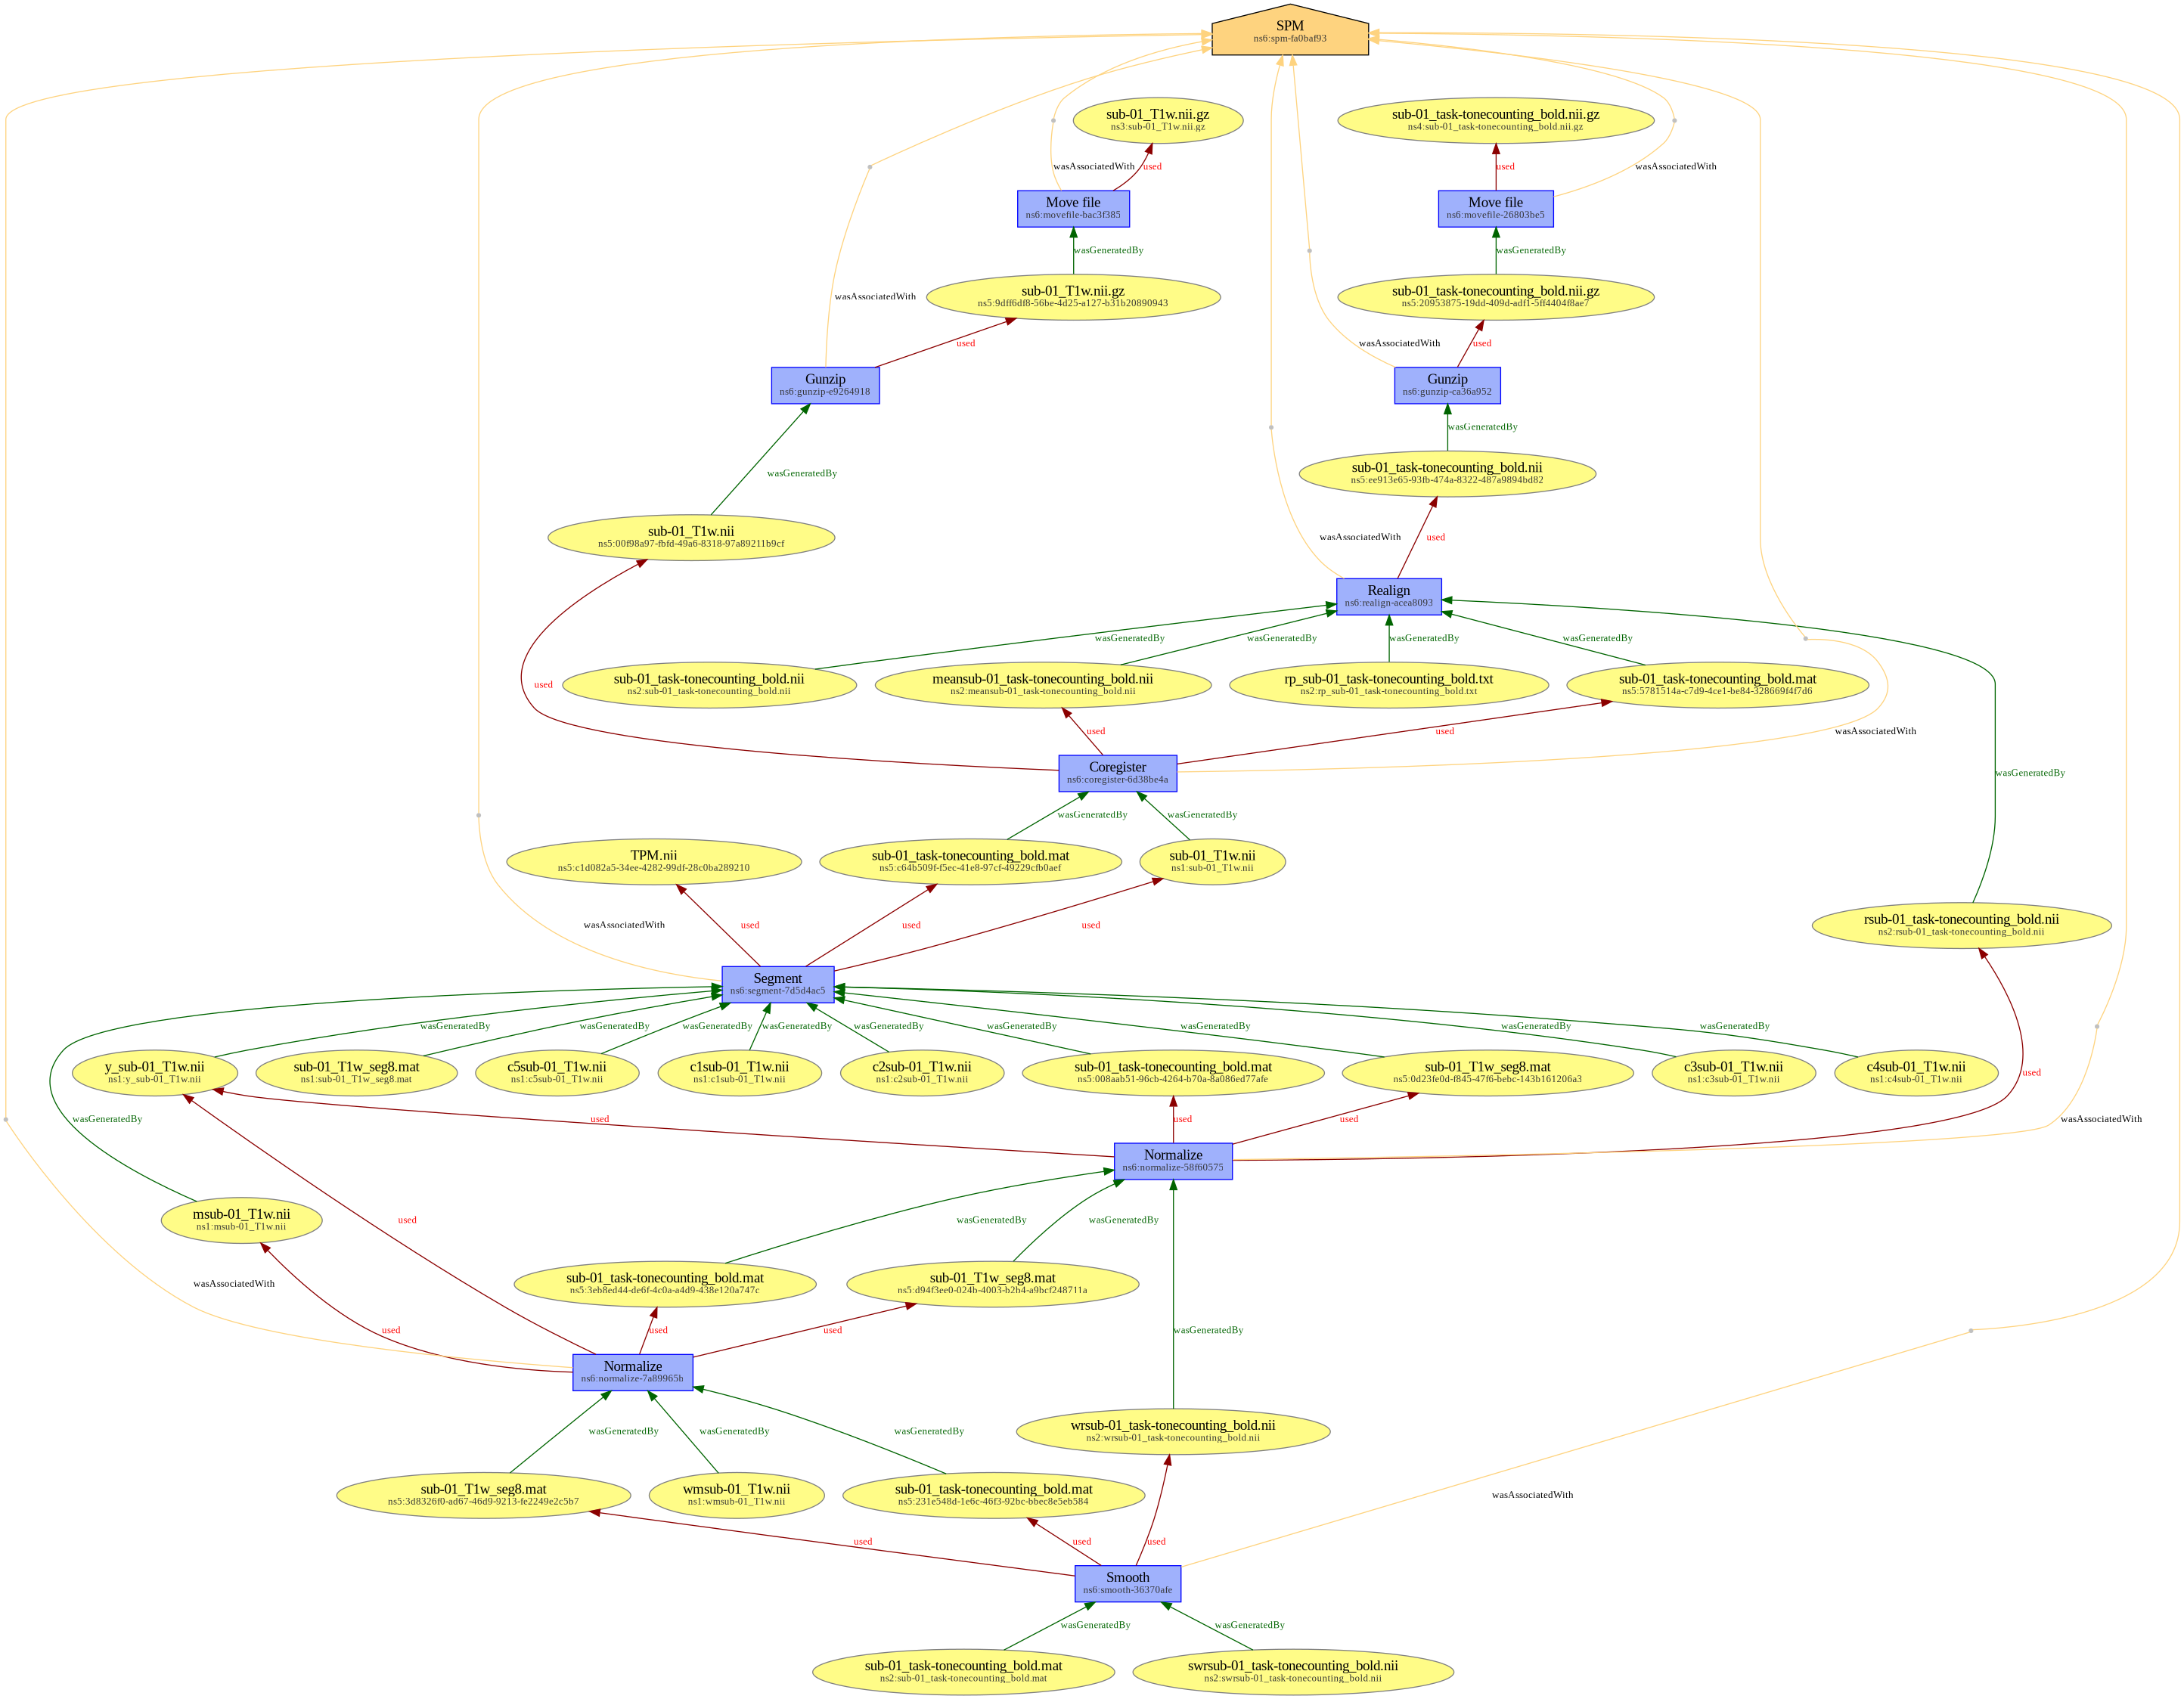 SPM
ns6:spm-fa0baf93
sub-01_T1w.nii.gz
ns3:sub-01_T1w.nii.gz
sub-01_task-tonecounting_bold.nii.gz
ns4:sub-01_task-tonecounting_bold.nii.gz
wasAssociatedWith
used
used
wasAssociatedWith
Move file
ns6:movefile-bac3f385
Move file
ns6:movefile-26803be5
wasGeneratedBy
wasGeneratedBy
wasAssociatedWith
sub-01_T1w.nii.gz
ns5:9dff6df8-56be-4d25-a127-b31b20890943
sub-01_task-tonecounting_bold.nii.gz
ns5:20953875-19dd-409d-adf1-5ff4404f8ae7
used
wasAssociatedWith
used
Gunzip
ns6:gunzip-e9264918
Gunzip
ns6:gunzip-ca36a952
wasGeneratedBy
wasGeneratedBy
sub-01_task-tonecounting_bold.nii
ns5:ee913e65-93fb-474a-8322-487a9894bd82
sub-01_T1w.nii
ns5:00f98a97-fbfd-49a6-8318-97a89211b9cf
wasAssociatedWith
used
Realign
ns6:realign-acea8093
wasGeneratedBy
wasGeneratedBy
wasGeneratedBy
wasGeneratedBy
used
sub-01_task-tonecounting_bold.nii
ns2:sub-01_task-tonecounting_bold.nii
meansub-01_task-tonecounting_bold.nii
ns2:meansub-01_task-tonecounting_bold.nii
rp_sub-01_task-tonecounting_bold.txt
ns2:rp_sub-01_task-tonecounting_bold.txt
sub-01_task-tonecounting_bold.mat
ns5:5781514a-c7d9-4ce1-be84-328669f4f7d6
used
used
wasAssociatedWith
Coregister
ns6:coregister-6d38be4a
wasGeneratedBy
wasGeneratedBy
wasGeneratedBy
TPM.nii
ns5:c1d082a5-34ee-4282-99df-28c0ba289210
sub-01_task-tonecounting_bold.mat
ns5:c64b509f-f5ec-41e8-97cf-49229cfb0aef
sub-01_T1w.nii
ns1:sub-01_T1w.nii
rsub-01_task-tonecounting_bold.nii
ns2:rsub-01_task-tonecounting_bold.nii
wasAssociatedWith
used
used
used
Segment
ns6:segment-7d5d4ac5
wasGeneratedBy
wasGeneratedBy
wasGeneratedBy
wasGeneratedBy
wasGeneratedBy
wasGeneratedBy
wasGeneratedBy
wasGeneratedBy
wasGeneratedBy
y_sub-01_T1w.nii
ns1:y_sub-01_T1w.nii
sub-01_T1w_seg8.mat
ns1:sub-01_T1w_seg8.mat
c5sub-01_T1w.nii
ns1:c5sub-01_T1w.nii
c1sub-01_T1w.nii
ns1:c1sub-01_T1w.nii
c2sub-01_T1w.nii
ns1:c2sub-01_T1w.nii
sub-01_task-tonecounting_bold.mat
ns5:008aab51-96cb-4264-b70a-8a086ed77afe
sub-01_T1w_seg8.mat
ns5:0d23fe0d-f845-47f6-bebc-143b161206a3
c3sub-01_T1w.nii
ns1:c3sub-01_T1w.nii
c4sub-01_T1w.nii
ns1:c4sub-01_T1w.nii
used
wasGeneratedBy
used
used
used
wasAssociatedWith
Normalize
ns6:normalize-58f60575
msub-01_T1w.nii
ns1:msub-01_T1w.nii
used
wasGeneratedBy
wasGeneratedBy
wasAssociatedWith
sub-01_task-tonecounting_bold.mat
ns5:3eb8ed44-de6f-4c0a-a4d9-438e120a747c
sub-01_T1w_seg8.mat
ns5:d94f3ee0-024b-4003-b2b4-a9bcf248711a
used
used
used
wasGeneratedBy
Normalize
ns6:normalize-7a89965b
wasGeneratedBy
wasGeneratedBy
wasGeneratedBy
wrsub-01_task-tonecounting_bold.nii
ns2:wrsub-01_task-tonecounting_bold.nii
sub-01_T1w_seg8.mat
ns5:3d8326f0-ad67-46d9-9213-fe2249e2c5b7
wmsub-01_T1w.nii
ns1:wmsub-01_T1w.nii
sub-01_task-tonecounting_bold.mat
ns5:231e548d-1e6c-46f3-92bc-bbec8e5eb584
wasAssociatedWith
used
used
used
Smooth
ns6:smooth-36370afe
wasGeneratedBy
wasGeneratedBy
sub-01_task-tonecounting_bold.mat
ns2:sub-01_task-tonecounting_bold.mat
swrsub-01_task-tonecounting_bold.nii
ns2:swrsub-01_task-tonecounting_bold.nii